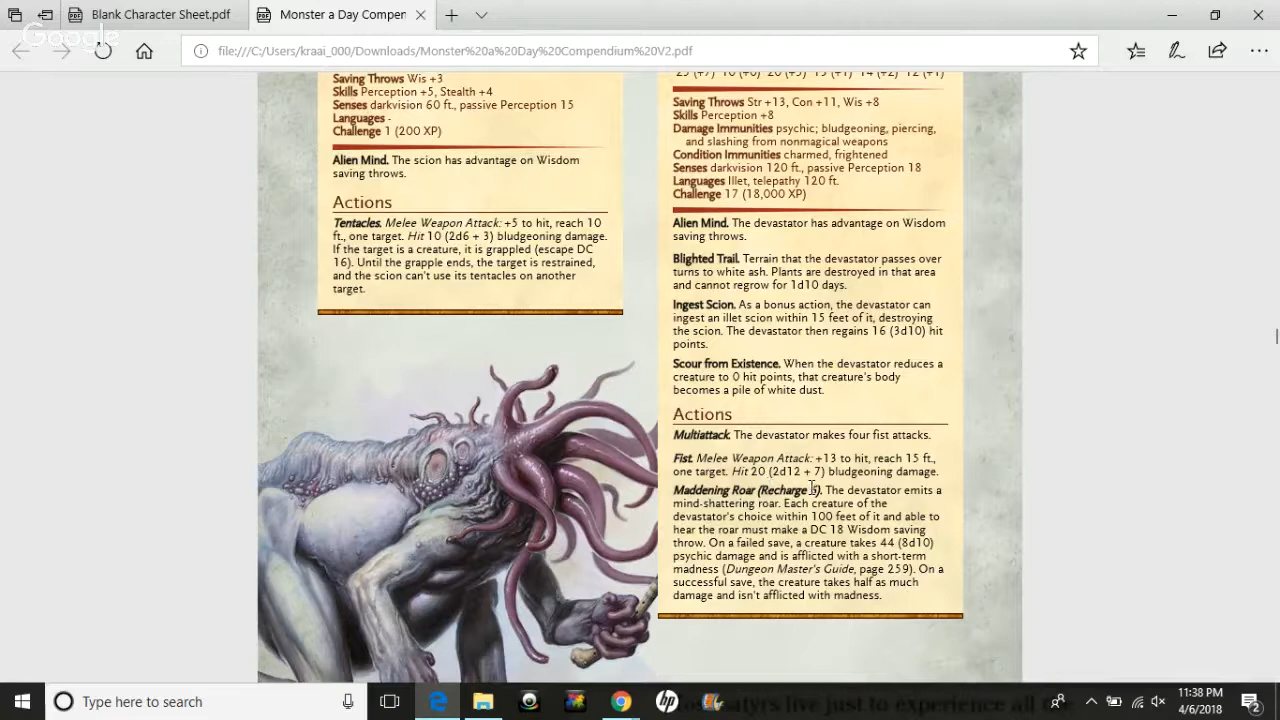 Blank Character Sheet.pdf
Monster a Day.pdf
Google
file:///C:/Users/kraai_000/Downloads/Monster%20a%20Day%20Compendium%20V2.pdf
Saving Throws Wis +3
Skills Perception +5, Stealth +4
Senses darkvision 60 ft., passive Perception 15
Languages -
Challenge 1 (200 XP)
Alien Mind. The scion has advantage on Wisdom
saving throws.
Actions
Tentacles. Melee Weapon Attack: +5 to hit, reach 10
ft., one target. Hit 10 (2d6 + 3) bludgeoning damage.
If the target is a creature, it is grappled (escape DC
16). Until the grapple ends, the target is restrained,
and the scion can't use its tentacles on another
target.
Saving Throws Str +13, Con +11, Wis +8
Skills Perception +8
Damage Immunities psychic; bludgeoning, piercing,
and slashing from nonmagical weapons
Condition Immunities charmed, frightened
Senses darkvision 120 ft., passive Perception 18
Languages Illet, telepathy 120 ft.
Challenge 17 (18,000 XP)
Alien Mind. The devastator has advantage on Wisdom
saving throws.
Blighted Trail. Terrain that the devastator passes over
turns to white ash. Plants are destroyed in that area
and cannot regrow for 1d10 days.
Ingest Scion. As a bonus action, the devastator can
ingest an illet scion within 15 feet of it, destroying
the scion. The devastator then regains 16 (3d10) hit
points.
Scour from Existence. When the devastator reduces a
creature to 0 hit points, that creature's body
becomes a pile of white dust.
Actions
Multiattack. The devastator makes four fist attacks.
Fist. Melee Weapon Attack: +13 to hit, reach 15 ft.,
one target. Hit 20 (2d12 + 7) bludgeoning damage.
Maddening Roar (Recharge The devastator emits a
mind-shattering roar. Each creature of the
devastator's choice within 100 feet of it and able to
hear the roar must make a DC 18 Wisdom saving
throw. On a failed save, a creature takes 44 (8d10)
psychic damage and is afflicted with a short-term
madness (Dungeon Master's Guide, page 259). On a
successful save, the creature takes half as much
damage and isn't afflicted with madness.
Type here to search
hp
live just to experience all the
11:38 PM
4/6/2018
2